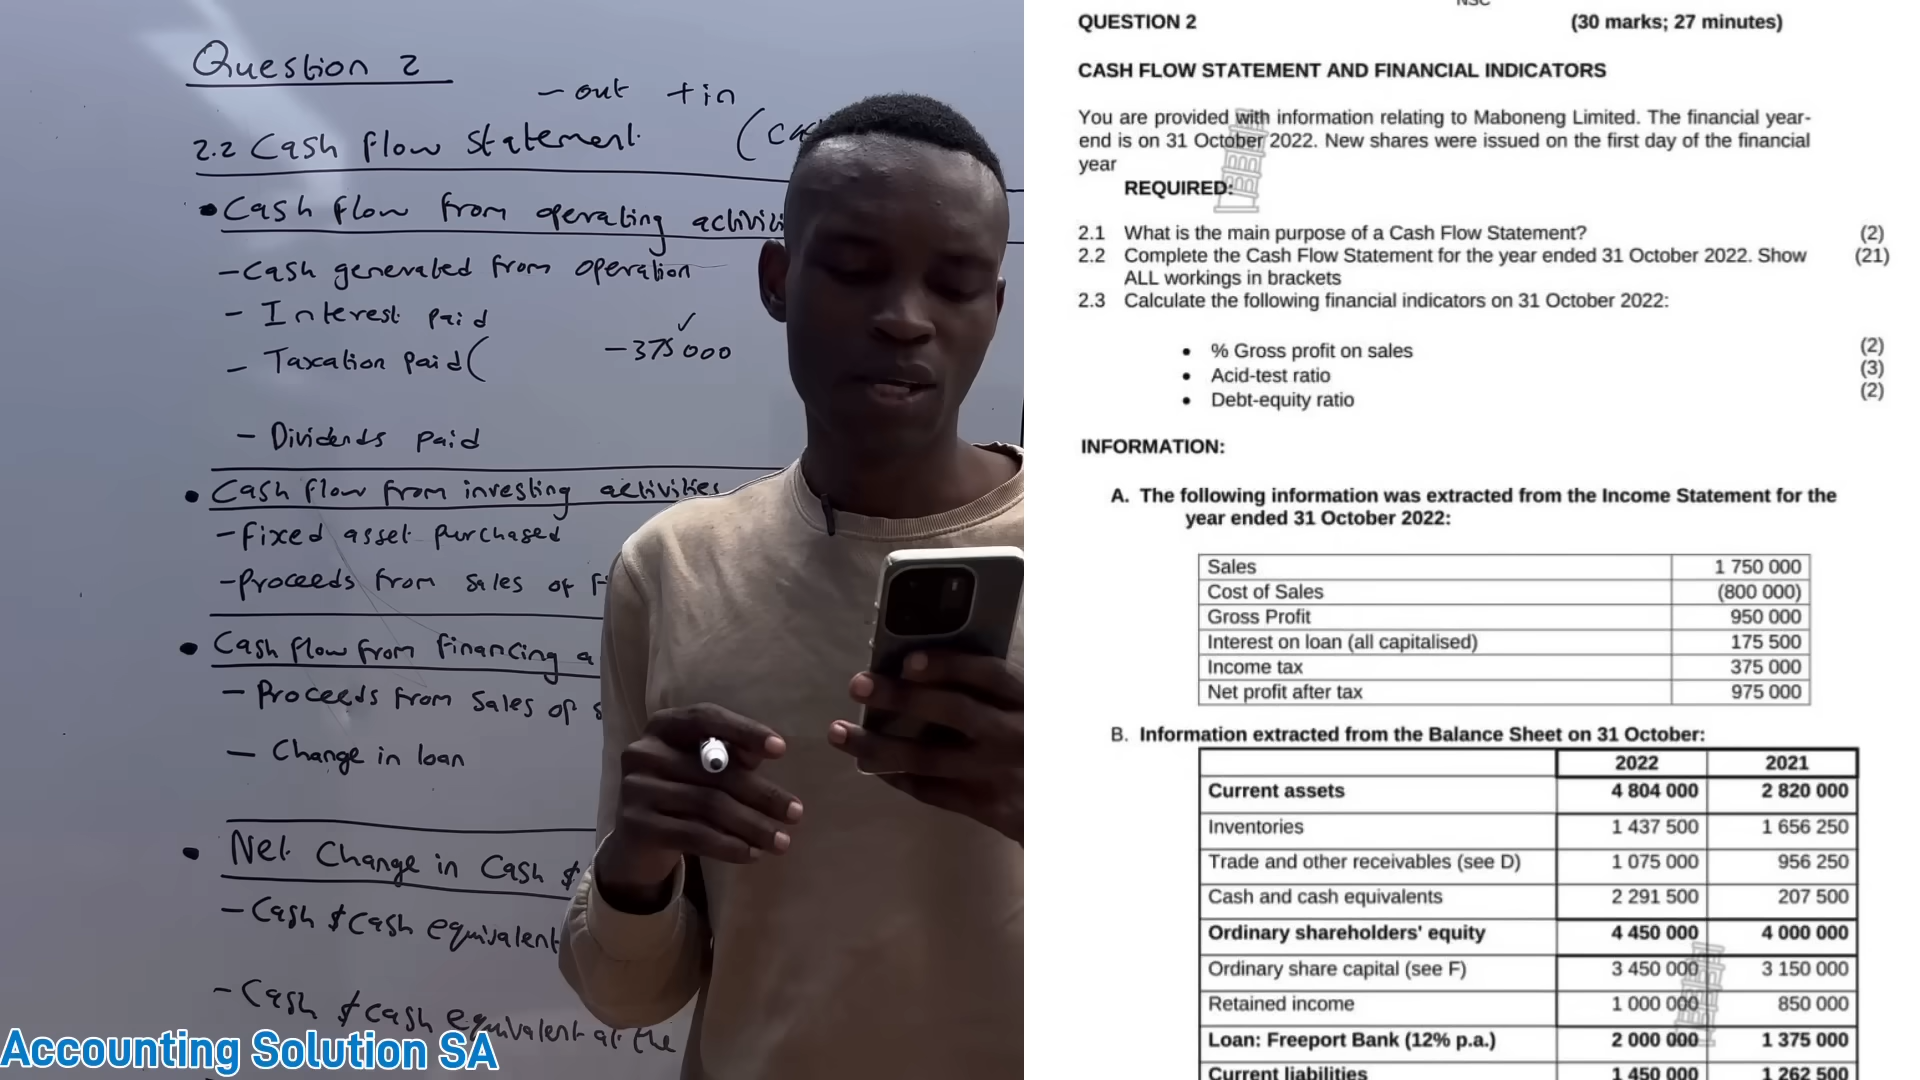 Question 2
- out + in
2.2 Cash flow statement (
• Cash flow from operating
- Cash generated from operation
- Interest paid
- Taxation paid ( - 375 000
- Dividends paid
• Cash flow from investing activities
- Fixed asset purchased
- Proceeds from sales of
• Cash flow from financing
- Proceeds from sales of
- Change in loan
• Net change in cash &
- Cash & cash equivalent
- Cash & cash equivalent at the
Accounting Solution SA
NSC
QUESTION 2 (30 marks; 27 minutes)
CASH FLOW STATEMENT AND FINANCIAL INDICATORS
You are provided with information relating to Maboneng Limited. The financial year-
end is on 31 October 2022. New shares were issued on the first day of the financial
year
REQUIRED:
2.1 What is the main purpose of a Cash Flow Statement? (2)
2.2 Complete the Cash Flow Statement for the year ended 31 October 2022. Show (21)
ALL workings in brackets
2.3 Calculate the following financial indicators on 31 October 2022:
• % Gross profit on sales (2)
• Acid-test ratio (3)
• Debt-equity ratio (2)
INFORMATION:
A. The following information was extracted from the Income Statement for the
year ended 31 October 2022:
Sales 1 750 000
Cost of Sales (800 000)
Gross Profit 950 000
Interest on loan (all capitalised) 175 500
Income tax 375 000
Net profit after tax 975 000
B. Information extracted from the Balance Sheet on 31 October:
2022 2021
Current assets 4 804 000 2 820 000
Inventories 1 437 500 1 656 250
Trade and other receivables (see D) 1 075 000 956 250
Cash and cash equivalents 2 291 500 207 500
Ordinary shareholders' equity 4 450 000 4 000 000
Ordinary share capital (see F) 3 450 000 3 150 000
Retained income 1 000 000 850 000
Loan: Freeport Bank (12% p.a.) 2 000 000 1 375 000
Current liabilities 1 450 000 1 262 500